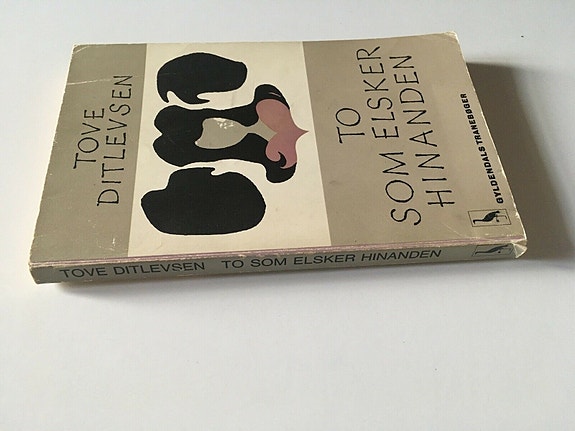 TOVE
DITLEVSEN
TO
SOM ELSKER
HINANDEN
GYLDENDALS TRANEBØGER
TOVE DITLEVSEN TO SOM ELSKER HINANDEN